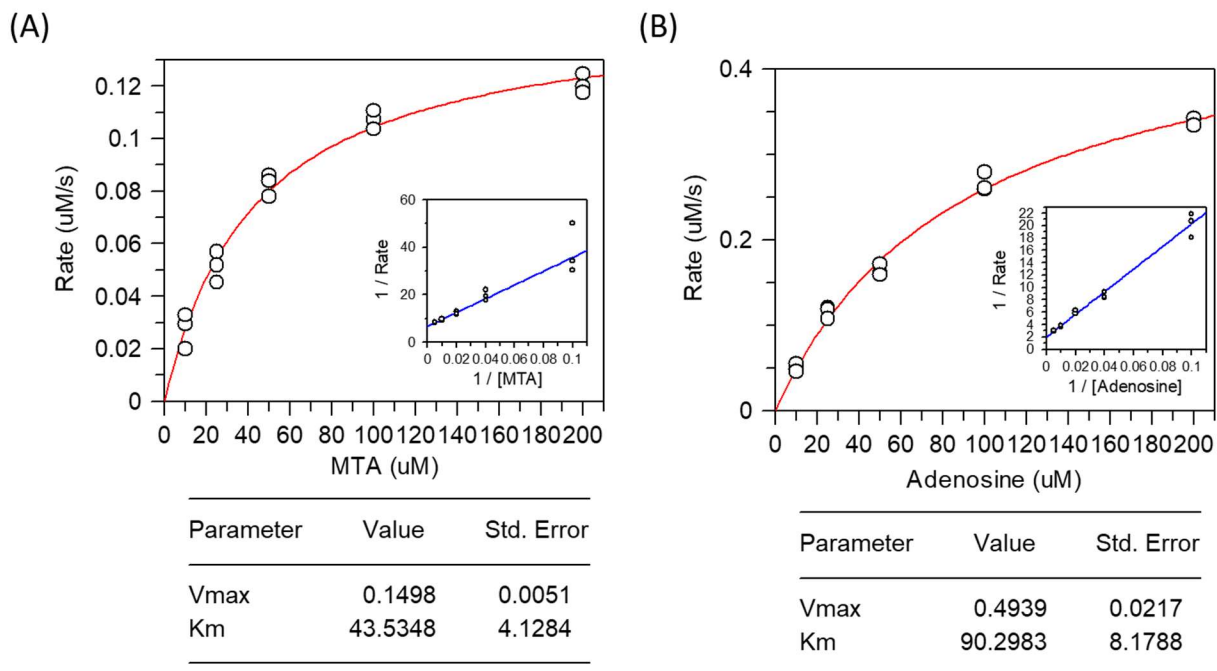 (A)
Rate (uM/s)
0.12
0.1
0.08
0.06
0.04
0.02
0
0 20 40 60 80 100 120 140 160 180 200
MTA (uM)
1 / Rate
60
40
20
0
0 0.02 0.04 0.06 0.08 0.1
1 / [MTA]
Parameter Value Std. Error
Vmax 0.1498 0.0051
Km 43.5348 4.1284
(B)
Rate (uM/s)
0.4
0.2
0
0 20 40 60 80 100 120 140 160 180 200
Adenosine (uM)
1 / Rate
22
20
18
16
14
12
10
8
6
4
2
0
0 0.02 0.04 0.06 0.08 0.1
1 / [Adenosine]
Parameter Value Std. Error
Vmax 0.4939 0.0217
Km 90.2983 8.1788